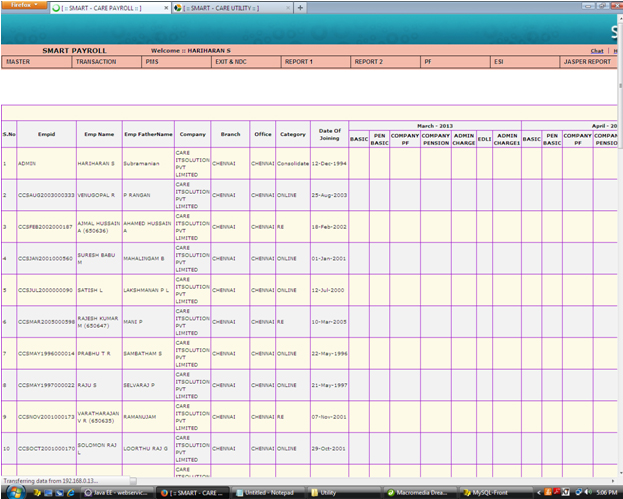 Firefox
[ :: SMART - CARE PAYROLL :: ]
[ :: SMART - CARE UTILITY :: ]
S
SMART PAYROLL Welcome :: HARIHARAN S Chat | H
MASTER TRANSACTION PMS EXIT & NDC REPORT 1 REPORT 2 PF ESI JASPER REPORT
March - 2013 April - 20
S.No Empid Emp Name Emp FatherName Company Branch Office Category Date Of Joining BASIC PEN BASIC COMPANY PF COMPANY PENSION ADMIN CHARGE EDLI ADMIN CHARGE1 BASIC PEN BASIC COMPANY PF COMPANY PENSIO
1 ADMIN HARIHARAN S Subramanian CARE ITSOLUTION PVT LIMITED CHENNAI CHENNAI Consolidate 12-Dec-1994
2 CCSAUG2003000333 VENUGOPAL R P RANGAN CARE ITSOLUTION PVT LIMITED CHENNAI CHENNAI ONLINE 25-Aug-2003
3 CCSFEB2002000187 AJMAL HUSSAIN A (650636) AHAMED HUSSAIN A CARE ITSOLUTION PVT LIMITED CHENNAI CHENNAI RE 18-Feb-2002
4 CCSJAN2001000560 SURESH BABU M MAHALINGAM B CARE ITSOLUTION PVT LIMITED CHENNAI CHENNAI ONLINE 01-Jan-2001
5 CCSJUL2000000090 SATISH L LAKSHMANAN P L CARE ITSOLUTION PVT LIMITED CHENNAI CHENNAI ONLINE 12-Jul-2000
6 CCSMAR2005000598 RAJESH KUMAR M (650647) MANI P CARE ITSOLUTION PVT LIMITED CHENNAI CHENNAI RE 10-Mar-2005
7 CCSMAY1996000014 PRABHU T R SAMBATHAM S CARE ITSOLUTION PVT LIMITED CHENNAI CHENNAI ONLINE 22-May-1996
8 CCSMAY1997000022 RAJU S SELVARAJ P CARE ITSOLUTION PVT LIMITED CHENNAI CHENNAI ONLINE 21-May-1997
9 CCSNOV2001000173 VARATHARAJAN V R (650635) RAMANUJAM CARE ITSOLUTION PVT LIMITED CHENNAI CHENNAI RE 07-Nov-2001
10 CCSOCT2001000170 SOLOMON RAJ L LOORTHU RAJ G CARE ITSOLUTION PVT LIMITED CHENNAI CHENNAI ONLINE 29-Oct-2001
CARE
Transferring data from 192.168.0.13...
Java EE - webservic... [ :: SMART - CARE ... Untitled - Notepad Utility Macromedia Drea... MySQL-Front 5:06 PM